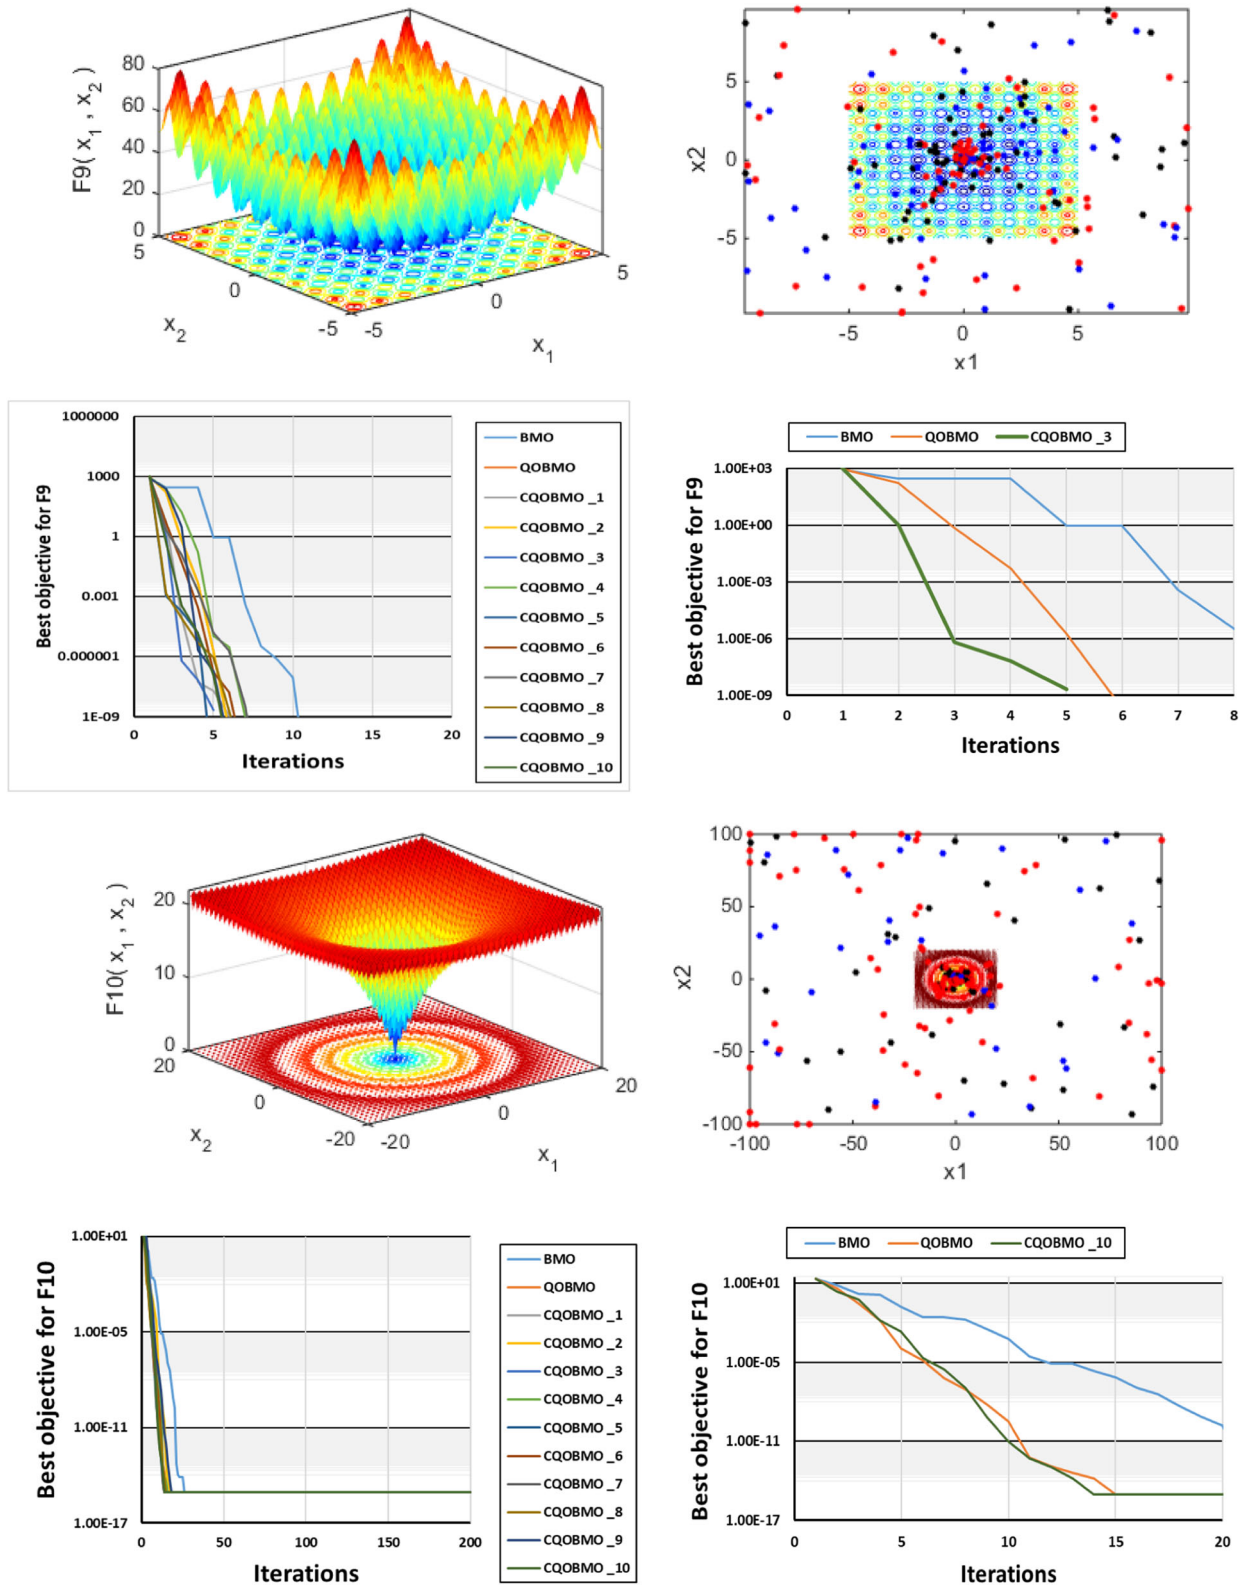 F9( x1 , x2 )
80
60
40
20
0
5
0
-5
x2
-5
0
5
x1
x2
5
0
-5
-5
0
5
x1
Best objective for F9
1000000
1000
1
0.001
0.000001
1E-09
0
5
10
15
20
Iterations
BMO
QOBMO
CQOBMO _1
CQOBMO _2
CQOBMO _3
CQOBMO _4
CQOBMO _5
CQOBMO _6
CQOBMO _7
CQOBMO _8
CQOBMO _9
CQOBMO _10
BMO
QOBMO
CQOBMO _3
Best objective for F9
1.00E+03
1.00E+00
1.00E-03
1.00E-06
1.00E-09
0
1
2
3
4
5
6
7
8
Iterations
F10( x1 , x2 )
20
10
0
20
0
-20
x2
-20
0
20
x1
x2
100
50
0
-50
-100
-100
-50
0
50
100
x1
Best objective for F10
1.00E+01
1.00E-05
1.00E-11
1.00E-17
0
50
100
150
200
Iterations
BMO
QOBMO
CQOBMO _1
CQOBMO _2
CQOBMO _3
CQOBMO _4
CQOBMO _5
CQOBMO _6
CQOBMO _7
CQOBMO _8
CQOBMO _9
CQOBMO _10
BMO
QOBMO
CQOBMO _10
Best objective for F10
1.00E+01
1.00E-05
1.00E-11
1.00E-17
0
5
10
15
20
Iterations